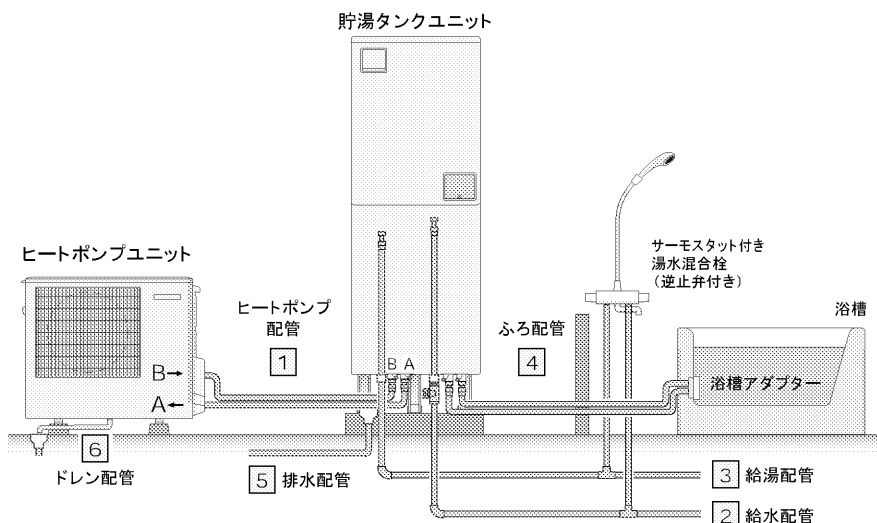 貯湯タンクユニット
ヒートポンプユニット
サーモスタット付き
湯水混合栓
(逆止弁付き)
ヒートポンプ
配管
1
ふろ配管
4
浴槽
B A
B→
A←
浴槽アダプター
6
ドレン配管
5 排水配管
3 給湯配管
2 給水配管